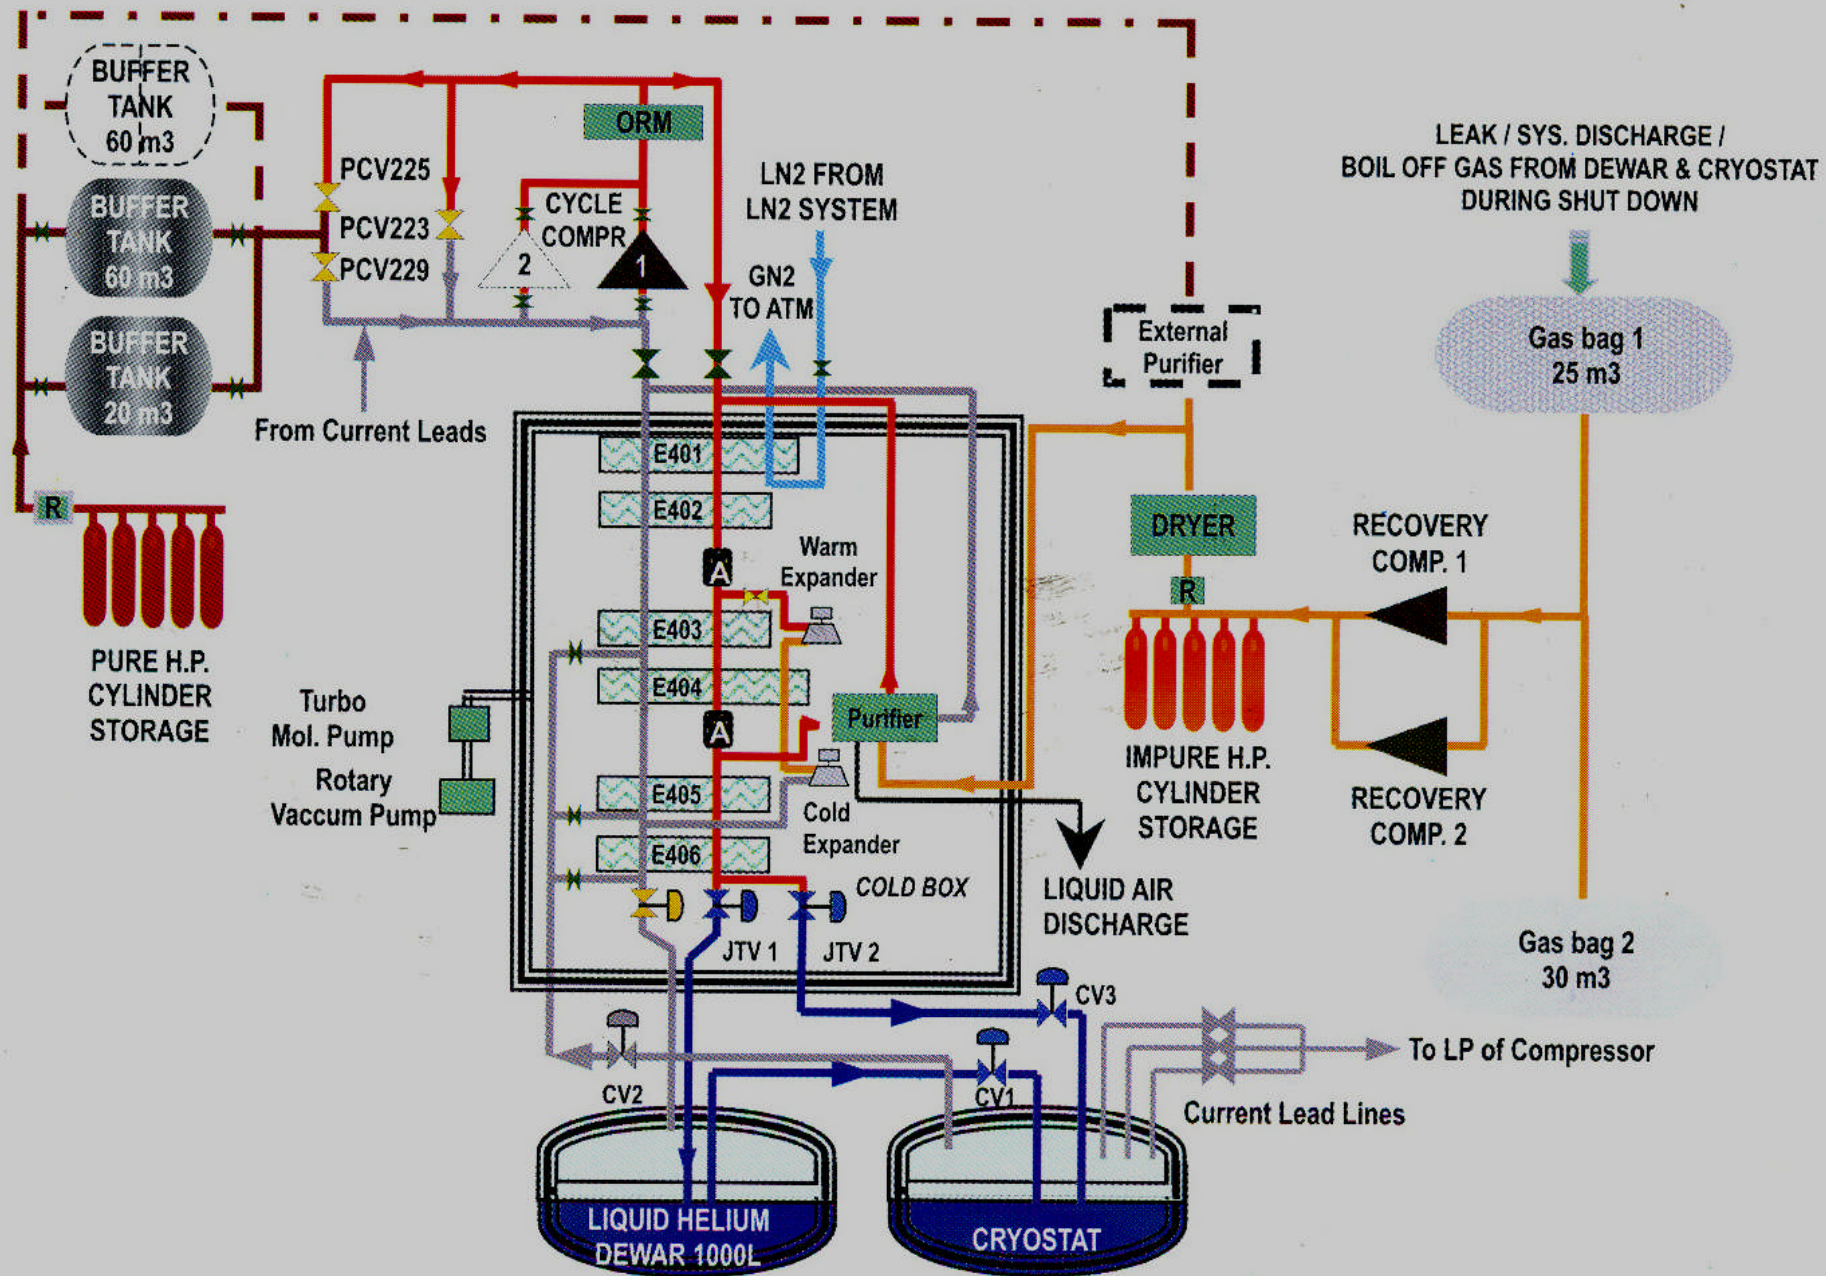 BUFFER
TANK
60 m3
BUFFER
TANK
60 m3
BUFFER
TANK
20 m3
PCV225
PCV223
PCV229
ORM
CYCLE
COMPR
2
1
LN2 FROM
LN2 SYSTEM
GN2
TO ATM
From Current Leads
LEAK / SYS. DISCHARGE /
BOIL OFF GAS FROM DEWAR & CRYOSTAT
DURING SHUT DOWN
External
Purifier
Gas bag 1
25 m3
R
PURE H.P.
CYLINDER
STORAGE
E401
E402
A
Warm
Expander
E403
E404
A
Purifier
E405
Cold
Expander
E406
COLD BOX
JTV 1
JTV 2
Turbo
Mol. Pump
Rotary
Vaccum Pump
DRYER
R
RECOVERY
COMP. 1
IMPURE H.P.
CYLINDER
STORAGE
RECOVERY
COMP. 2
LIQUID AIR
DISCHARGE
Gas bag 2
30 m3
CV3
CV2
CV1
To LP of Compressor
Current Lead Lines
LIQUID HELIUM
DEWAR 1000L
CRYOSTAT